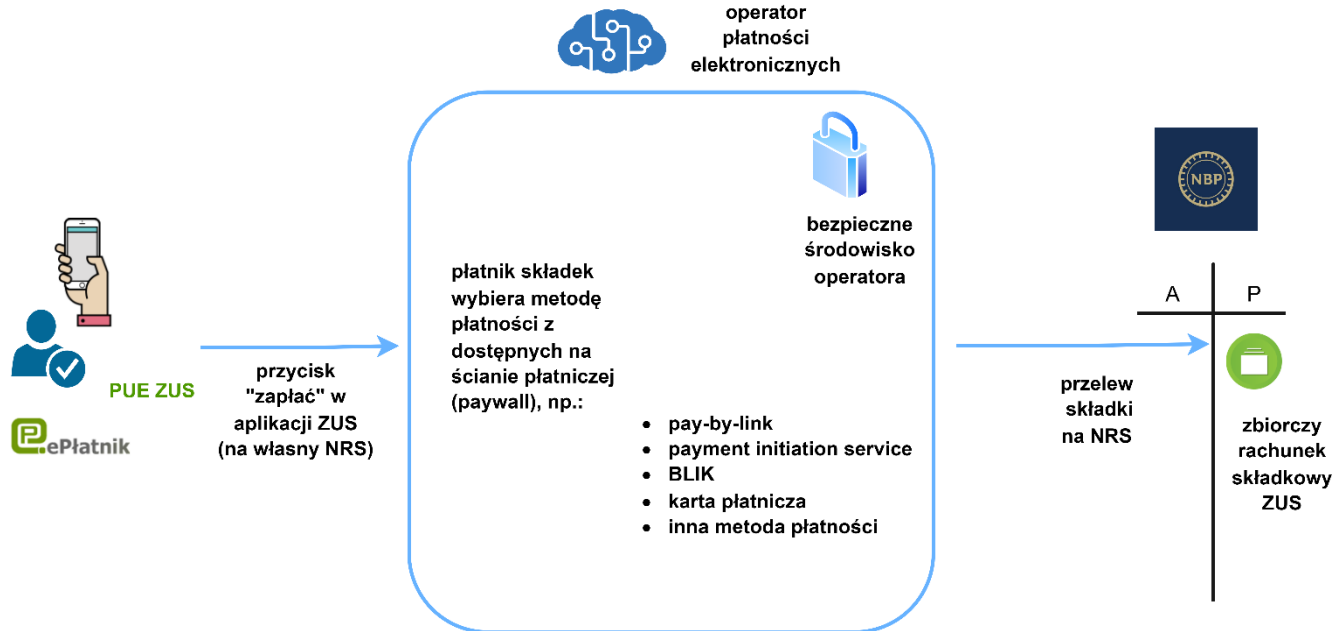 operator
płatności
elektronicznych
bezpieczne
środowisko
operatora
PUE ZUS
ePłatnik
przycisk
"zapłać" w
aplikacji ZUS
(na własny NRS)
płatnik składek
wybiera metodę
płatności z
dostępnych na
ścianie płatniczej
(paywall), np.:
• pay-by-link
• payment initiation service
• BLIK
• karta płatnicza
• inna metoda płatności
przelew
składki
na NRS
NBP
A P
zbiorczy
rachunek
składkowy
ZUS